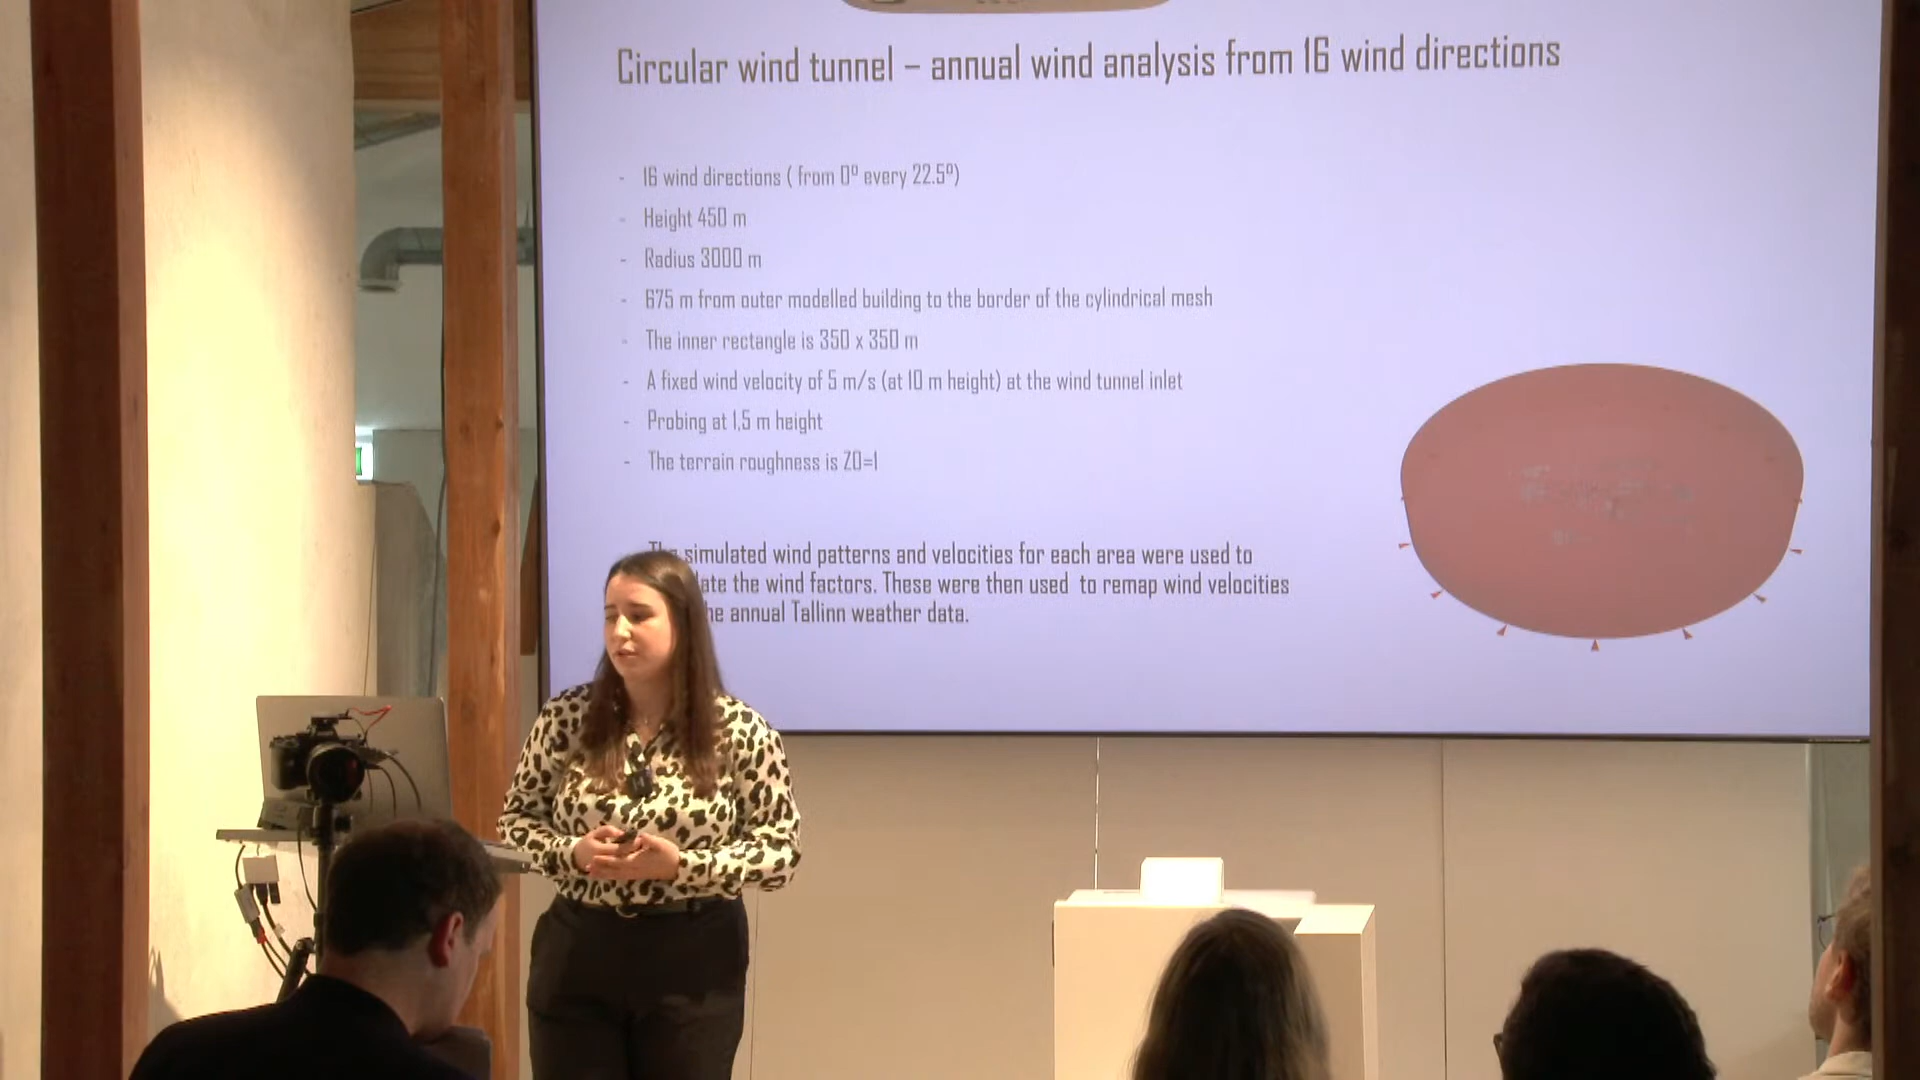 Circular wind tunnel – annual wind analysis from 16 wind directions
- 16 wind directions ( from 0º every 22.5º)
- Height 450 m
- Radius 3000 m
- 675 m from outer modelled building to the border of the cylindrical mesh
- The inner rectangle is 350 x 350 m
- A fixed wind velocity of 5 m/s (at 10 m height) at the wind tunnel inlet
- Probing at 1,5 m height
- The terrain roughness is Z0=1
The simulated wind patterns and velocities for each area were used to
the wind factors. These were then used to remap wind velocities
annual Tallinn weather data.